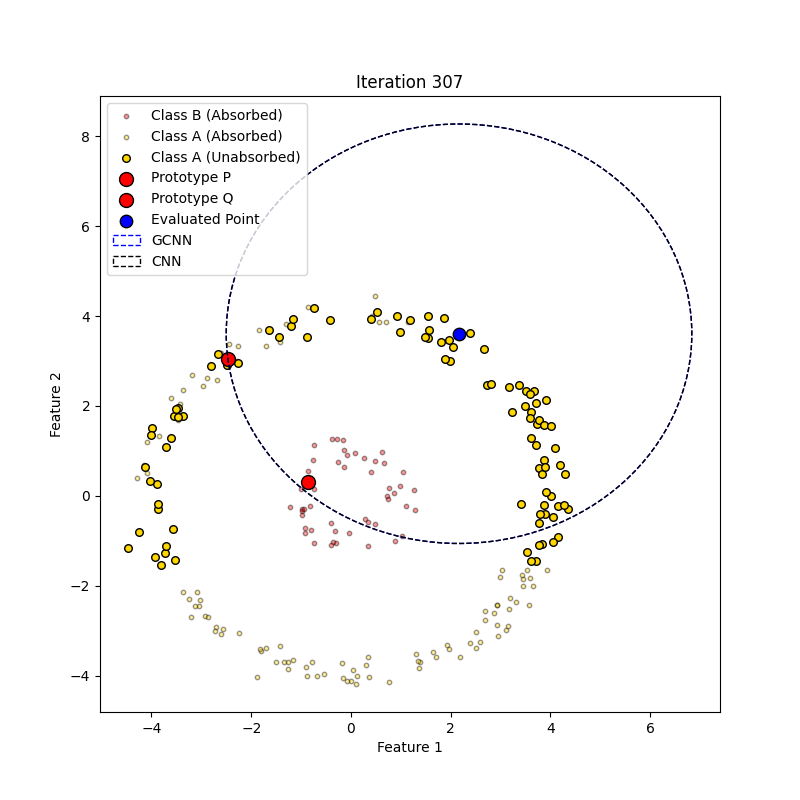 Iteration 307
Class B (Absorbed)
Class A (Absorbed)
Class A (Unabsorbed)
Prototype P
Prototype Q
Evaluated Point
GCNN
CNN
Feature 2
8
6
4
2
0
−2
−4
−4 −2 0 2 4 6
Feature 1